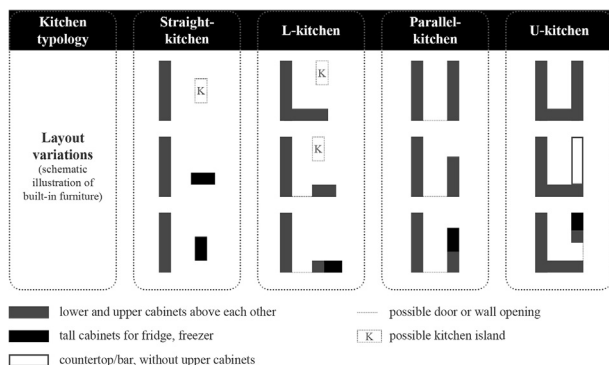 Kitchen
typology
Straight-
kitchen
L-kitchen
Parallel-
kitchen
U-kitchen
Layout
variations
(schematic
illustration of
built-in furniture)
K
K
K
lower and upper cabinets above each other
tall cabinets for fridge, freezer
countertop/bar, without upper cabinets
possible door or wall opening
K possible kitchen island